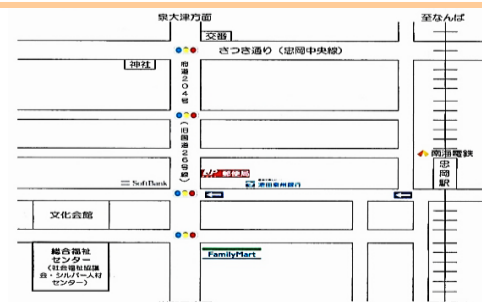 泉大津方面
至なんば
交番
さつき通り（忠岡中央線）
神社
府道204号
（旧国道26号線）
南海電鉄
忠岡駅
郵便局
SoftBank
池田泉州銀行
文化会館
総合福祉
センター
（社会福祉協議
会・シルバー人材
センター）
FamilyMart